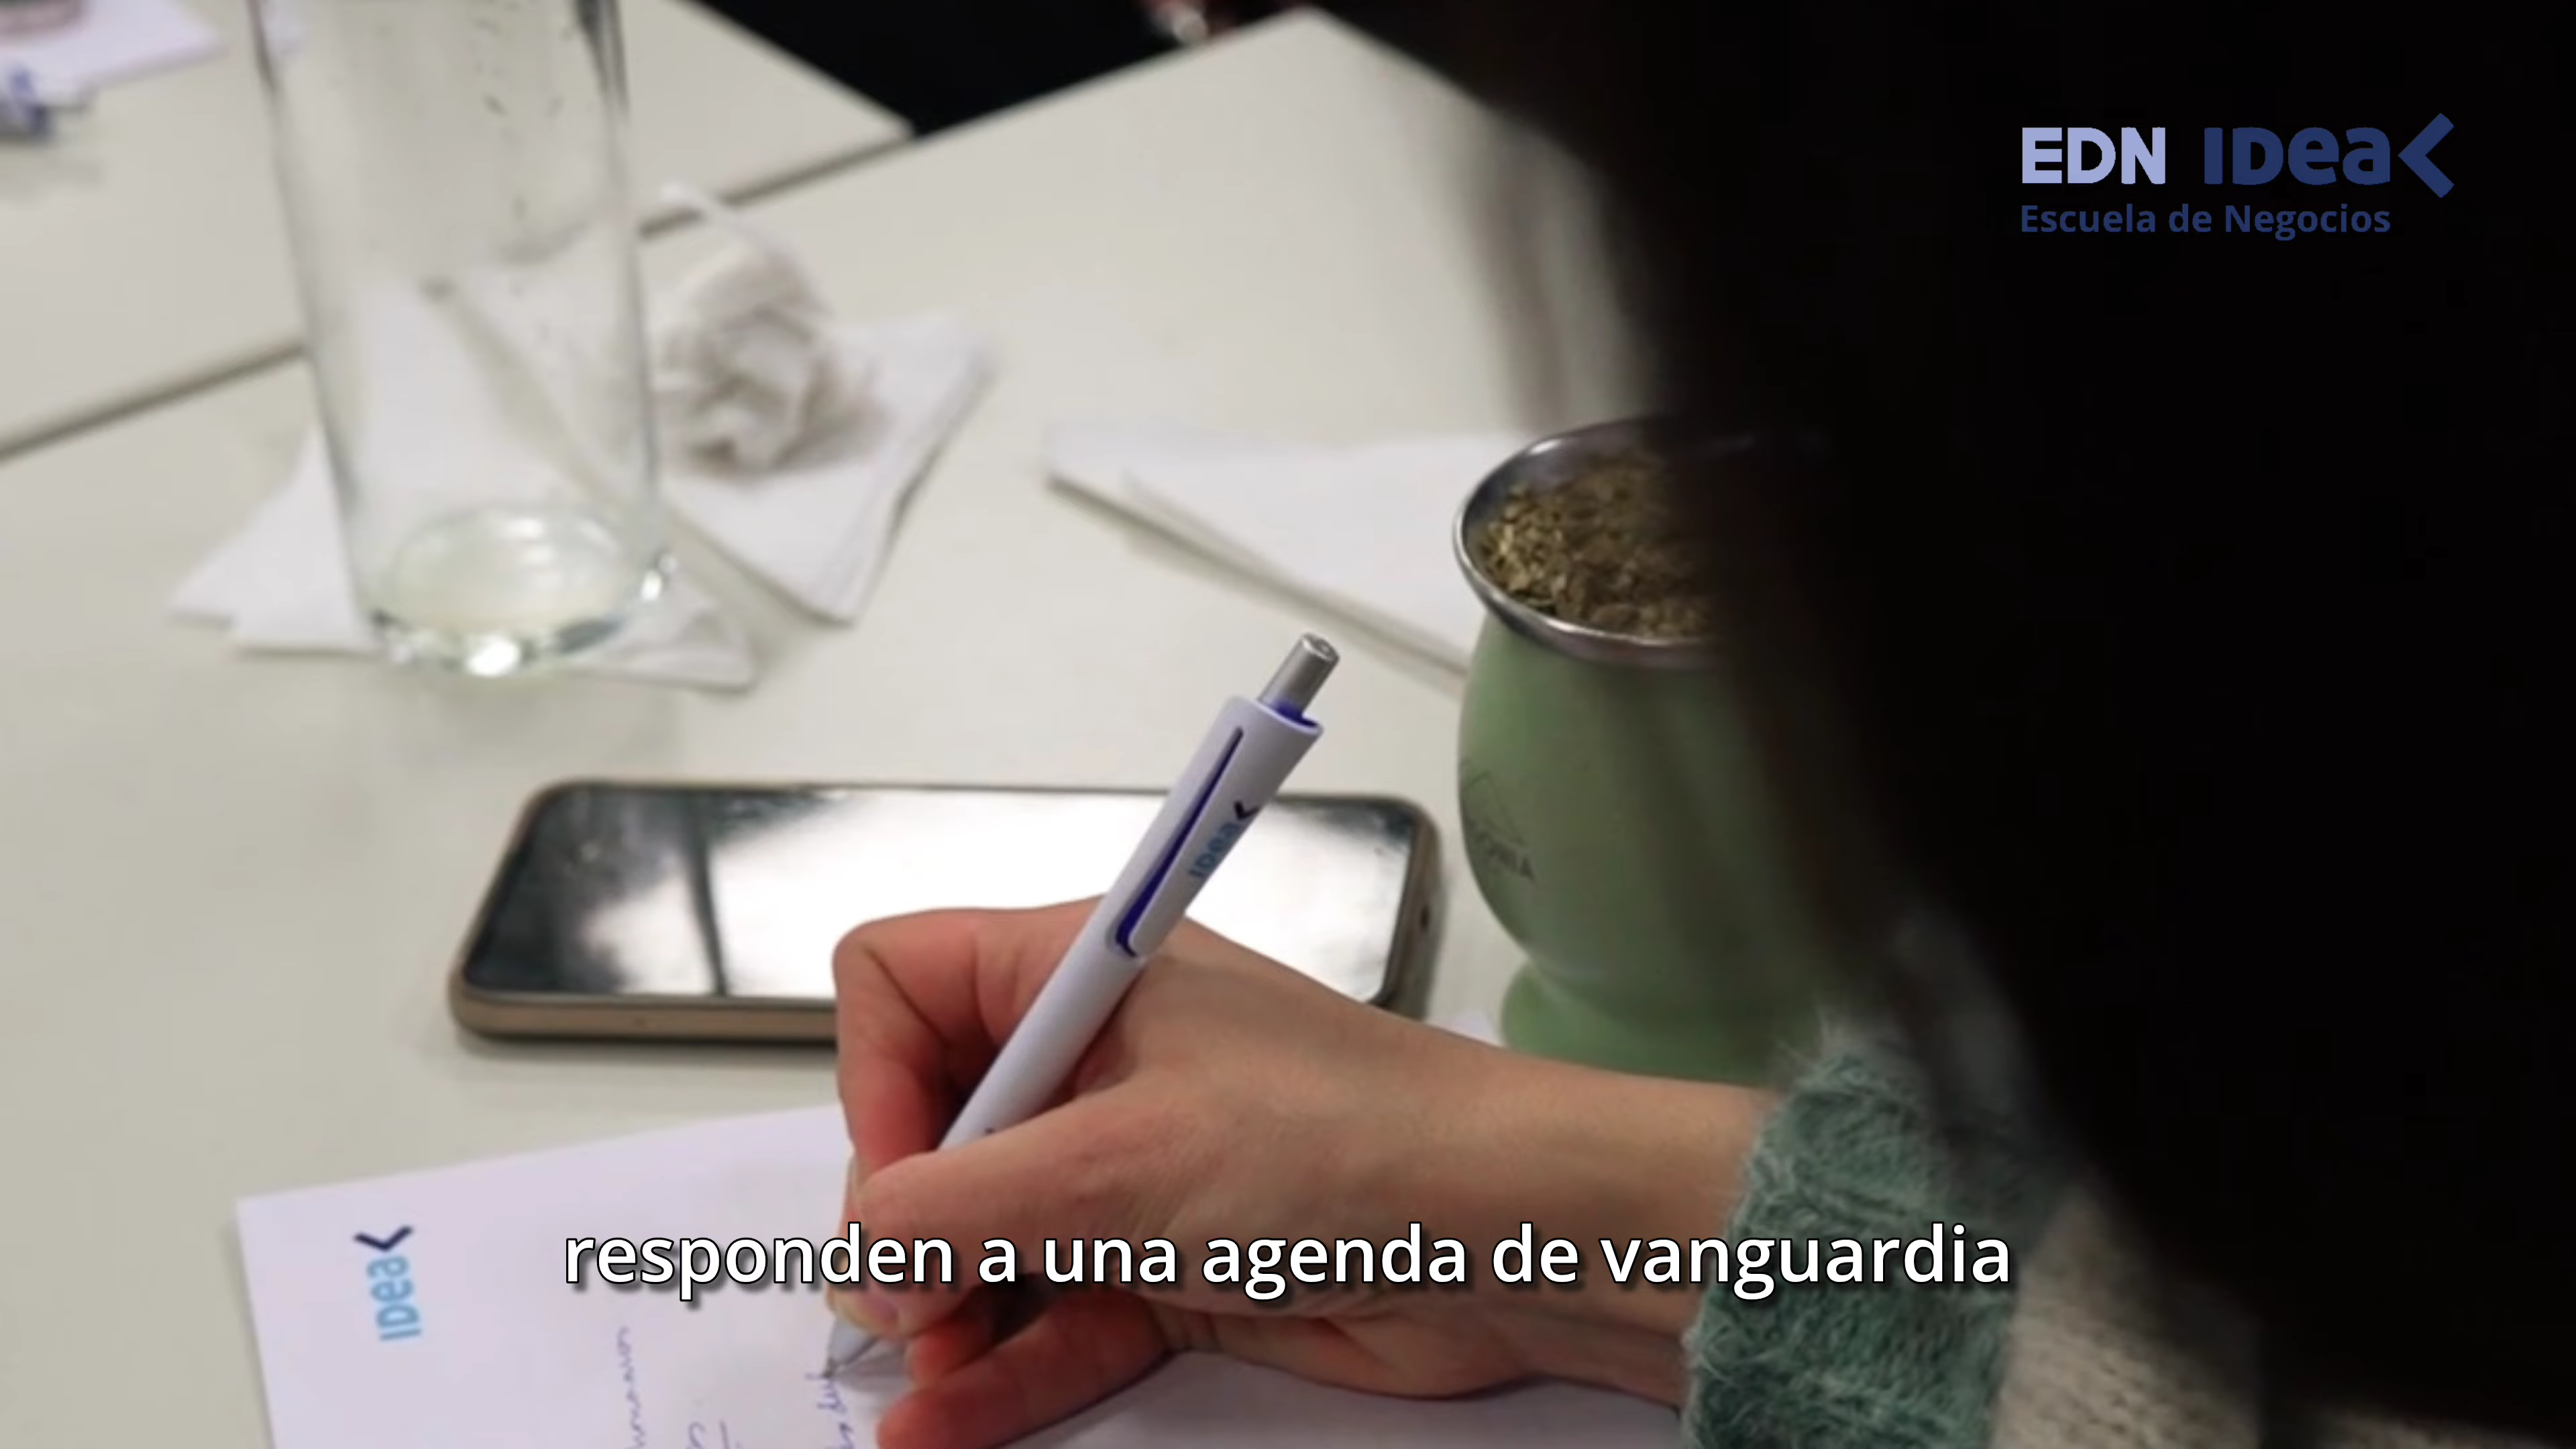 EDN IDEA
Escuela de Negocios
IDEA
IDEA
responden a una agenda de vanguardia